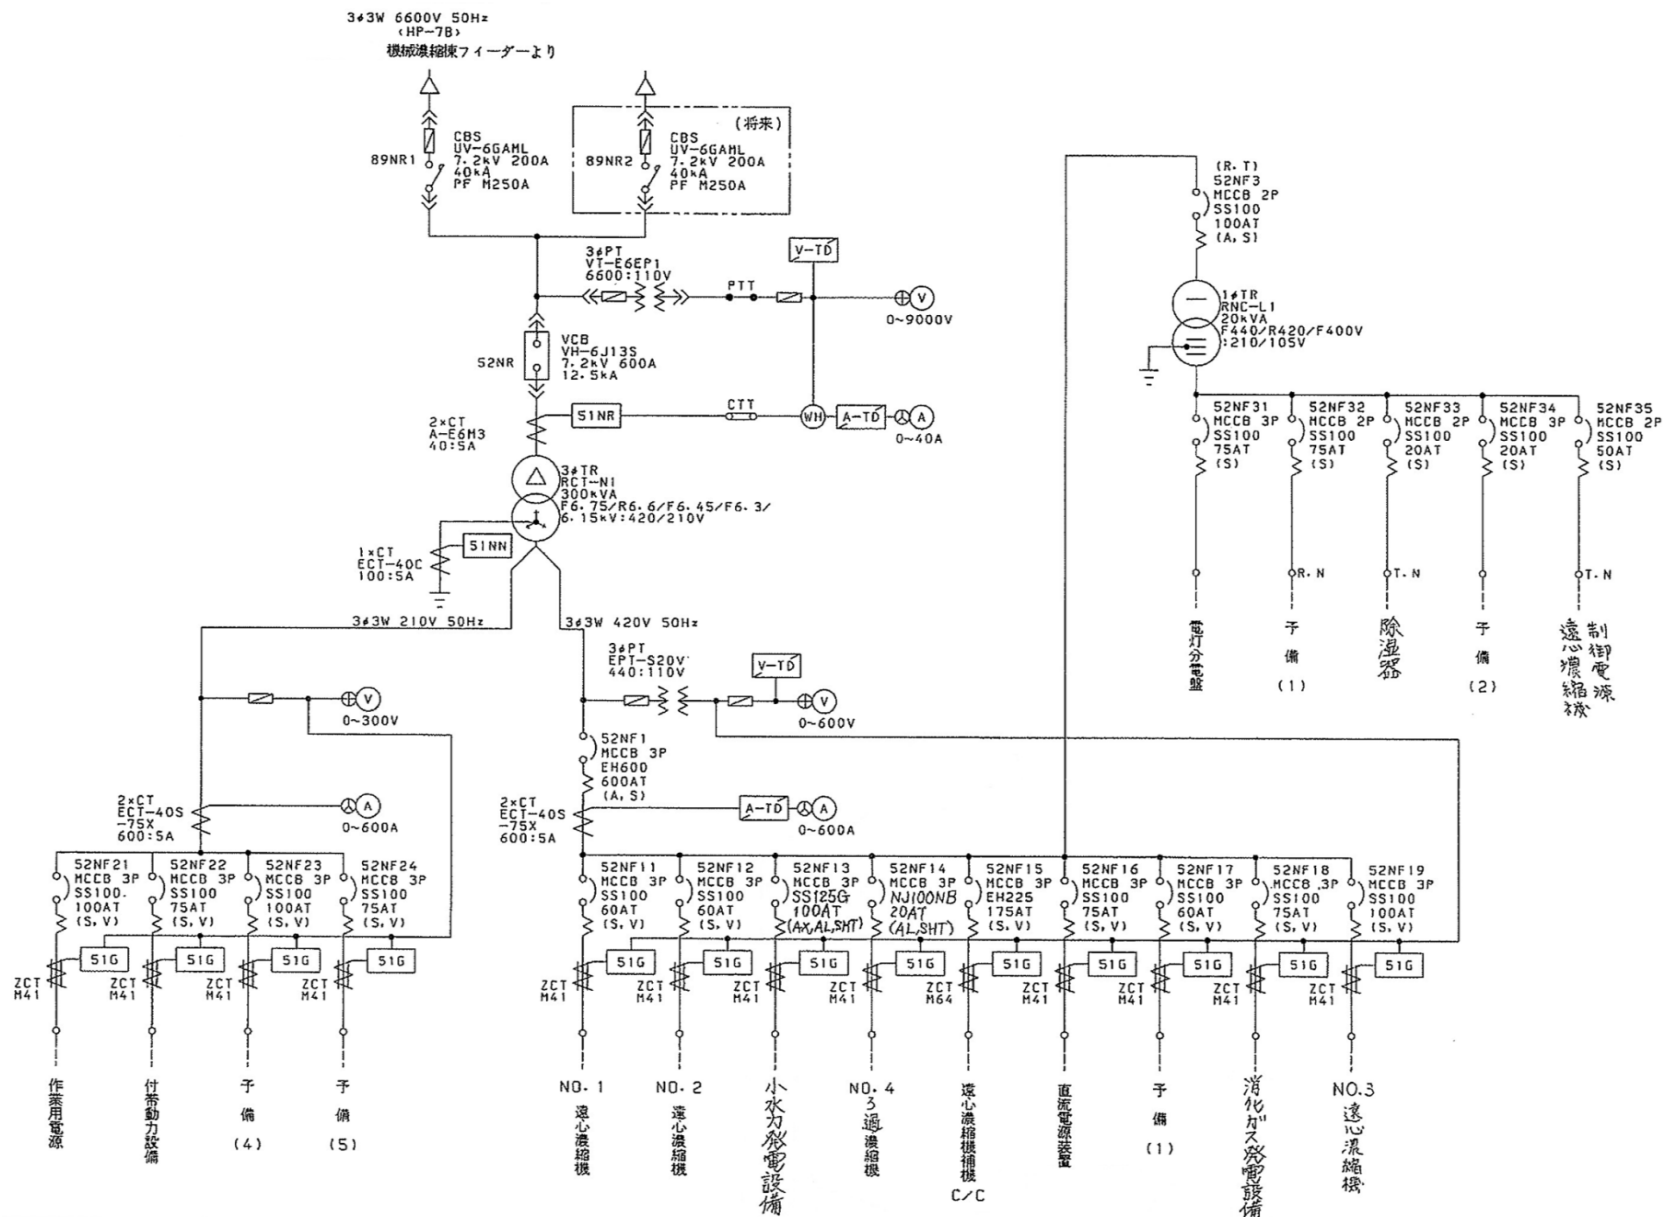 3φ3W 6600V 50Hz
(HP-7B)
機械濃縮棟フィーダーより
89NR1
CBS
UV-6GAML
7.2kV 200A
40kA
PF M250A
(将来)
89NR2
CBS
UV-6GAML
7.2kV 200A
40kA
PF M250A
3φPT
VT-E6EP1
6600:110V
PTT
V-TD
V
0~9000V
52NR
VCB
VH-6J13S
7.2kV 600A
12.5kA
2×CT
A-E6M3
40:5A
51NR
CTT
WH
A-TD
A
0~40A
3φTR
RCT-N1
300kVA
F6.75/R6.6/F6.45/F6.3/
6.15kV:420/210V
51NN
1×CT
ECT-40C
100:5A
3φ3W 210V 50Hz
3φ3W 420V 50Hz
V
0~300V
2×CT
ECT-40S
-75X
600:5A
A
0~600A
3φPT
EPT-S20V
440:110V
V-TD
V
0~600V
52NF1
MCCB 3P
EH600
600AT
(A,S)
2×CT
ECT-40S
-75X
600:5A
A-TD
A
0~600A
(R.T)
52NF3
MCCB 2P
SS100
100AT
(A,S)
1φTR
RNC-L1
20kVA
F440/R420/F400V
:210/105V
52NF31
MCCB 3P
SS100
75AT
(S)
電灯分電盤
52NF32
MCCB 2P
SS100
75AT
(S)
R.N
予備
(1)
52NF33
MCCB 2P
SS100
20AT
(S)
T.N
除湿器
52NF34
MCCB 3P
SS100
20AT
(S)
予備
(2)
52NF35
MCCB 2P
SS100
50AT
(S)
T.N
制御電源
遠心濃縮機
52NF21
MCCB 3P
SS100
100AT
(S,V)
51G
ZCT
M41
作業用電源
52NF22
MCCB 3P
SS100
75AT
(S,V)
51G
ZCT
M41
付帯動力設備
52NF23
MCCB 3P
SS100
100AT
(S,V)
51G
ZCT
M41
予備
(4)
52NF24
MCCB 3P
SS100
75AT
(S,V)
51G
ZCT
M41
予備
(5)
52NF11
MCCB 3P
SS100
60AT
(S,V)
51G
ZCT
M41
NO.1
遠心濃縮機
52NF12
MCCB 3P
SS100
60AT
(S,V)
51G
ZCT
M41
NO.2
遠心濃縮機
52NF13
MCCB 3P
SS125G
100AT
(AX,AL,SHT)
51G
ZCT
M41
小水力発電設備
52NF14
MCCB 3P
NJ100NB
20AT
(AL,SHT)
51G
ZCT
M41
NO.4
ろ過濃縮機
52NF15
MCCB 3P
EH225
175AT
(S,V)
51G
ZCT
M64
遠心濃縮機補機
C/C
52NF16
MCCB 3P
SS100
75AT
(S,V)
51G
ZCT
M41
直流電源装置
52NF17
MCCB 3P
SS100
60AT
(S,V)
51G
ZCT
M41
予備
(1)
52NF18
MCCB 3P
SS100
75AT
(S,V)
51G
ZCT
M41
消化ガス発電設備
52NF19
MCCB 3P
SS100
100AT
(S,V)
51G
ZCT
M41
NO.3
遠心濃縮機